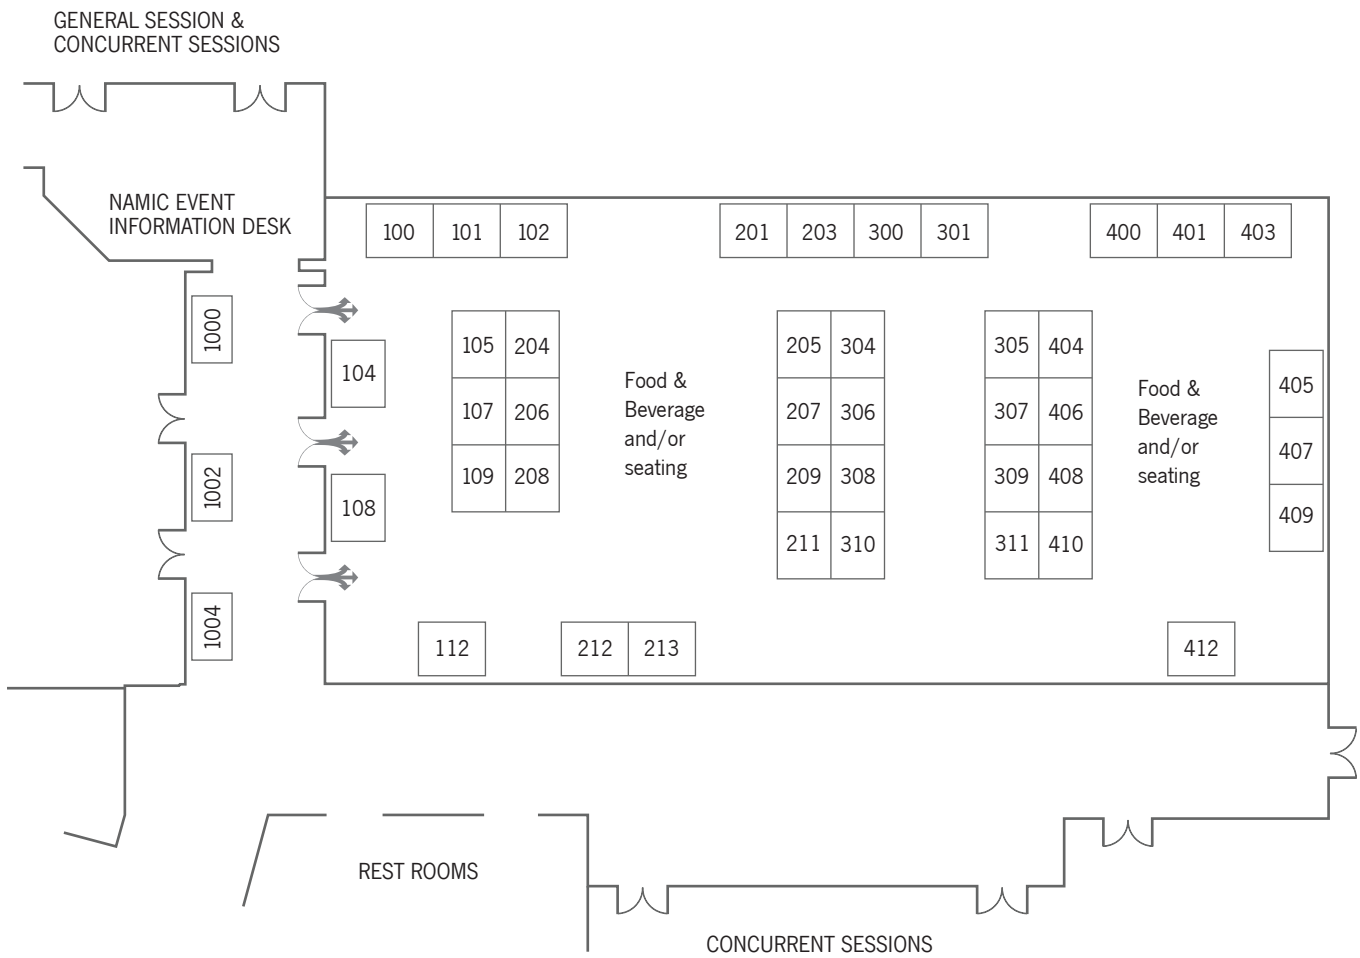 GENERAL SESSION &
CONCURRENT SESSIONS
NAMIC EVENT
INFORMATION DESK
100 101 102 201 203 300 301 400 401 403
1000
104
105 204
205 304
305 404
405
Food &
Beverage
and/or
seating
Food &
Beverage
and/or
seating
107 206
207 306
307 406
407
1002
108
109 208
209 308
309 408
409
211 310
311 410
1004
112 212 213 412
REST ROOMS
CONCURRENT SESSIONS